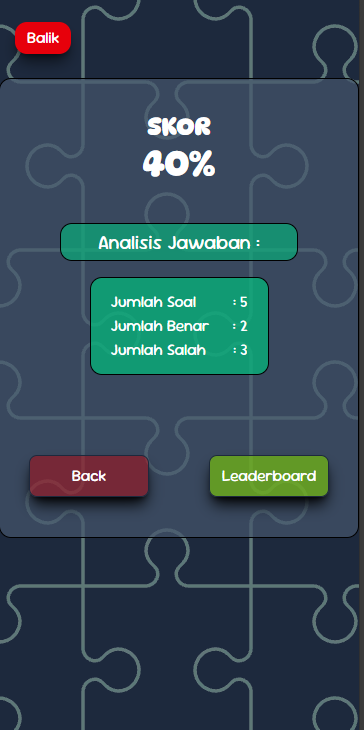 Balik
SKOR
40%
Analisis Jawaban :
Jumlah Soal : 5
Jumlah Benar : 2
Jumlah Salah : 3
Back Leaderboard